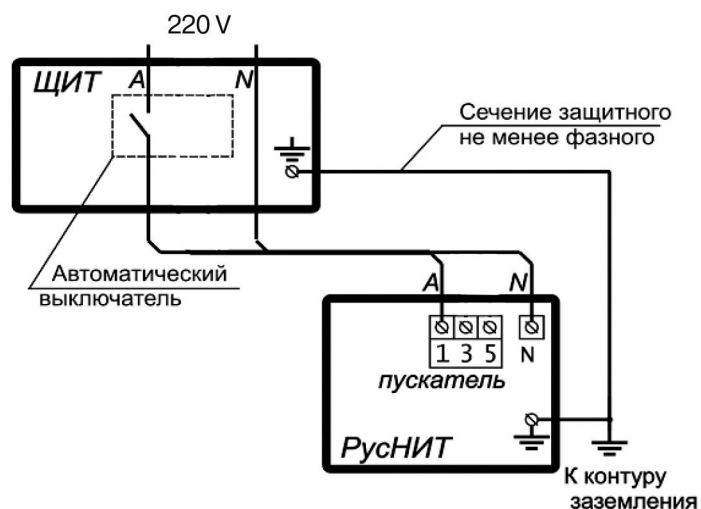 220 V
ЩИТ
A
N
Сечение защитного
не менее фазного
Автоматический
выключатель
A
N
1 3 5
N
пускатель
РусНИТ
К контуру
заземления